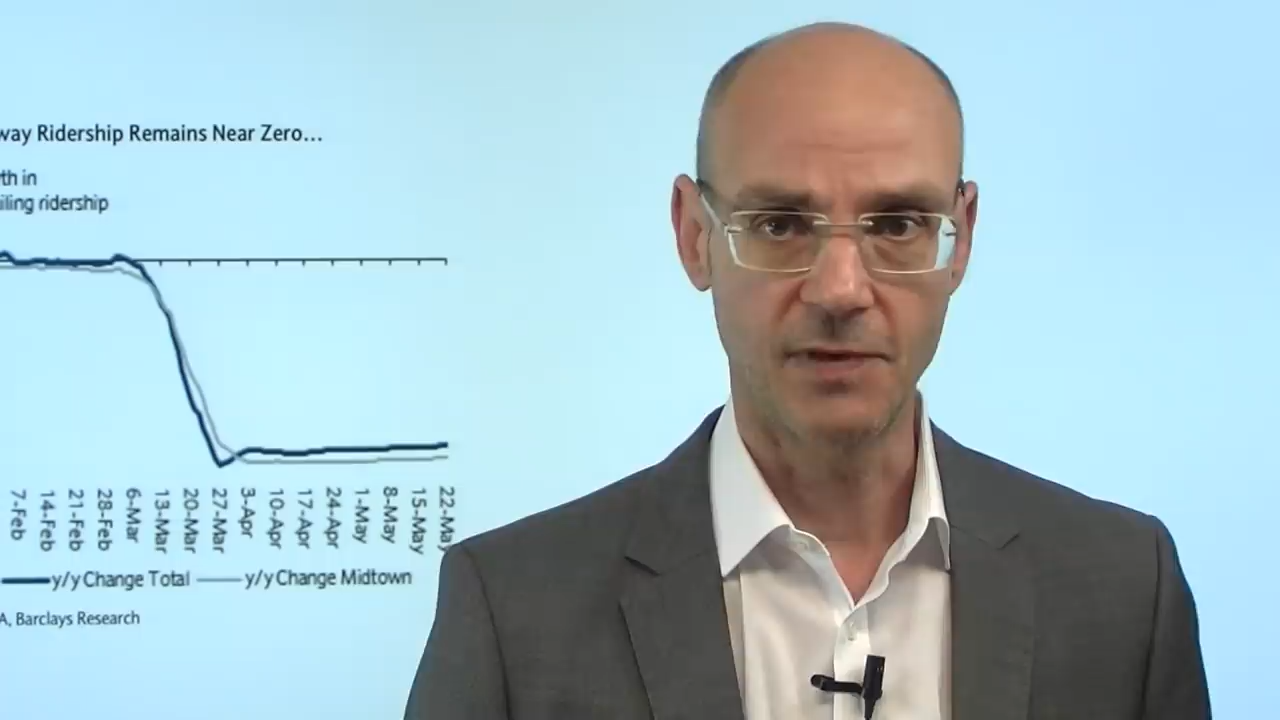 way Ridership Remains Near Zero...
th in
iling ridership
7-Feb
14-Feb
21-Feb
28-Feb
6-Mar
13-Mar
20-Mar
27-Mar
3-Apr
10-Apr
17-Apr
24-Apr
1-May
8-May
15-May
22-May
y/y Change Total
y/y Change Midtown
A, Barclays Research